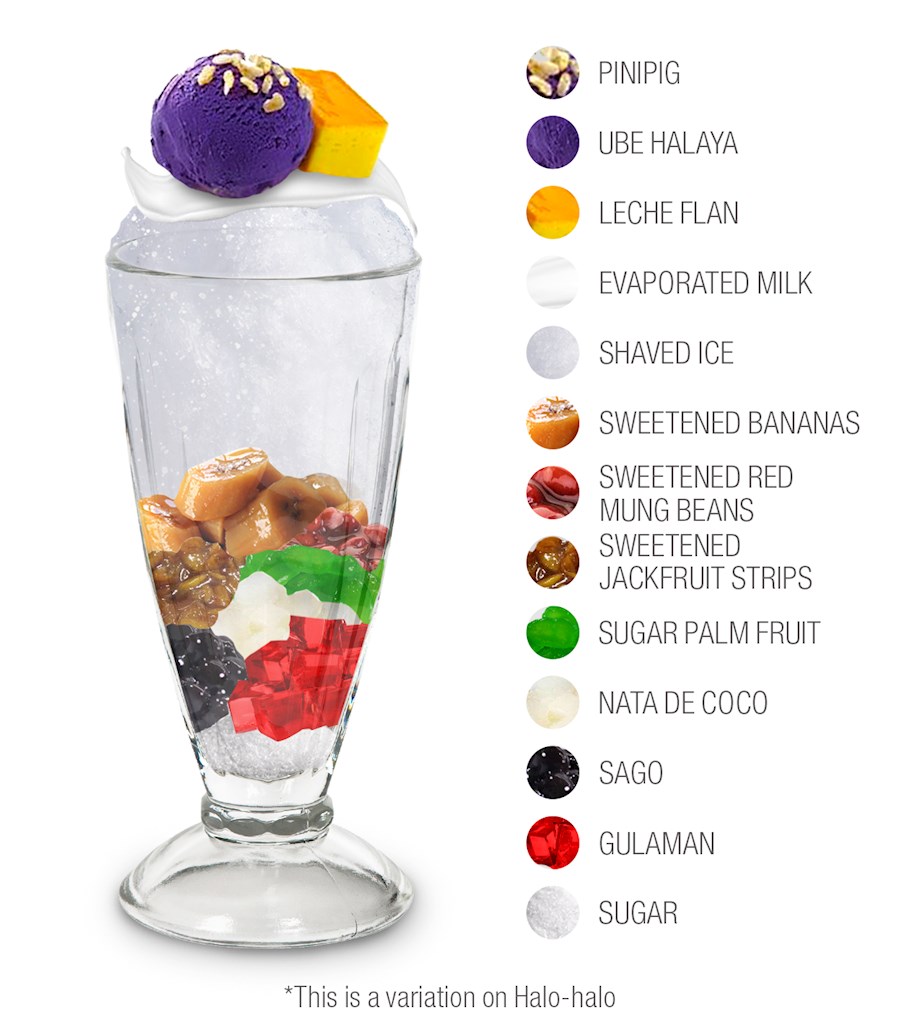 PINIPIG
UBE HALAYA
LECHE FLAN
EVAPORATED MILK
SHAVED ICE
SWEETENED BANANAS
SWEETENED RED
MUNG BEANS
SWEETENED
JACKFRUIT STRIPS
SUGAR PALM FRUIT
NATA DE COCO
SAGO
GULAMAN
SUGAR
*This is a variation on Halo-halo